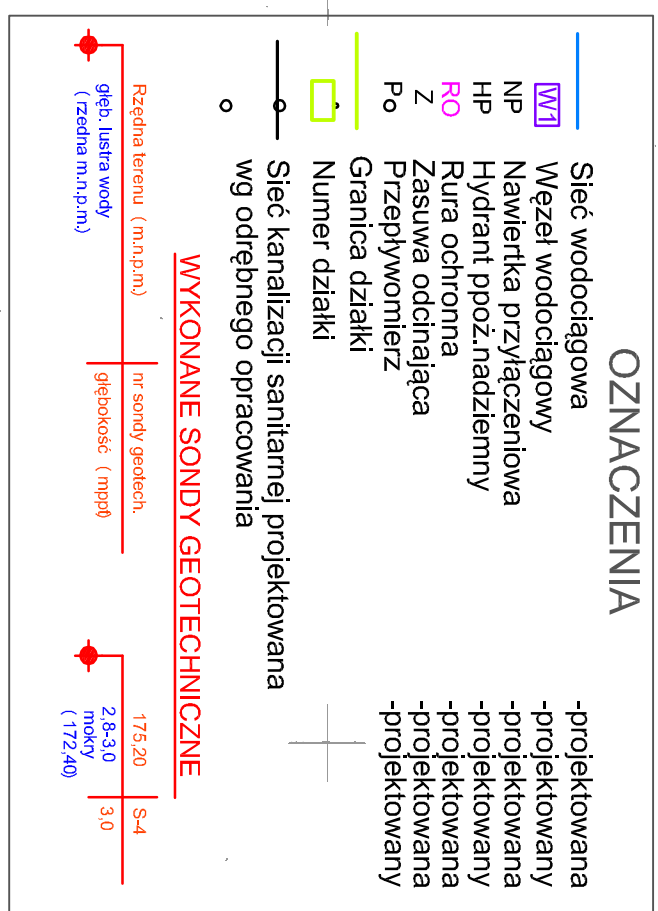 OZNACZENIA
Sieć wodociągowa -projektowana
W1 Węzeł wodociągowy -projektowany
NP Nawiertka przyłączeniowa -projektowana
HP Hydrant ppoż.nadziemny -projektowany
RO Rura ochronna -projektowana
Z Zasuwa odcinająca -projektowana
Po Przepływomierz -projektowany
Granica działki
Numer działki
Sieć kanalizacji sanitarnej projektowana
wg odrębnego opracowania
WYKONANE SONDY GEOTECHNICZNE
Rzędna terenu ( m.n.p.m.) nr sondy geotech.
głęb. lustra wody głębokość ( mppt)
( rzedna m.n.p.m.)
175,20 S-4
2,8-3,0 3,0
mokry
( 172,40)